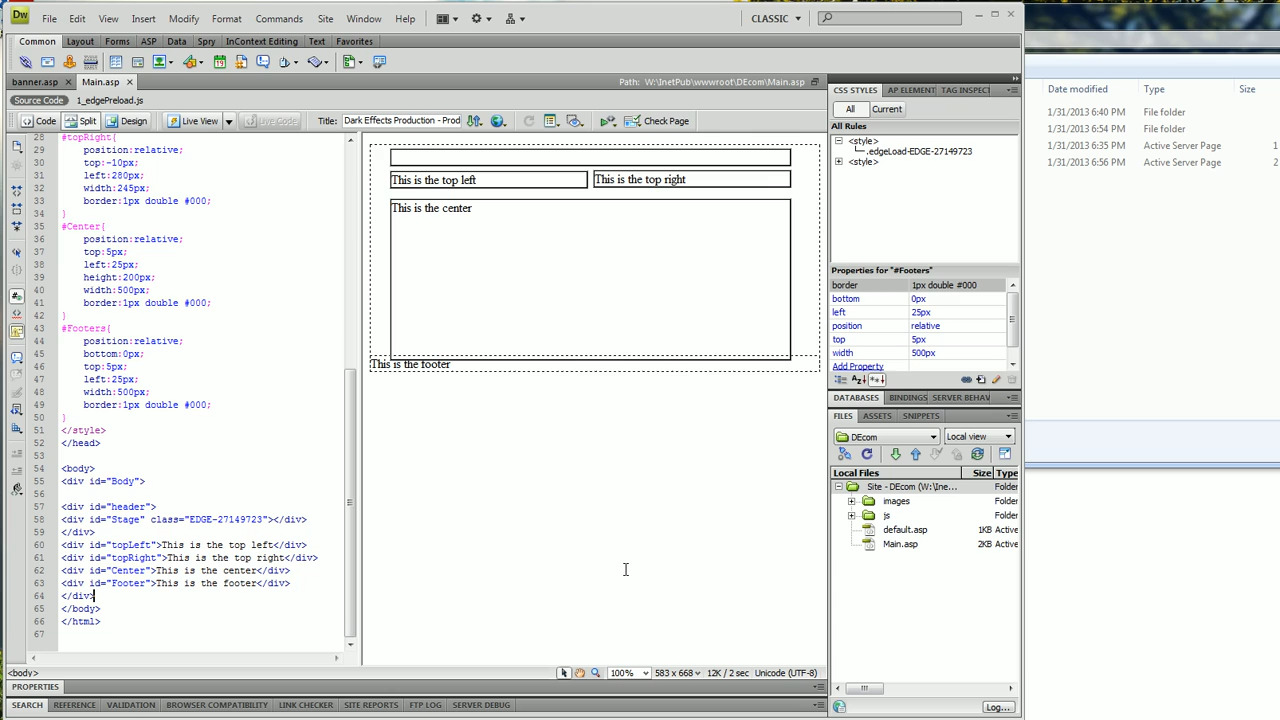 Dw File Edit View Insert Modify Format Commands Site Window Help CLASSIC
Common Layout Forms ASP Data Spry InContext Editing Text Favorites
banner.asp Main.asp Path: W:\InetPub\wwwroot\DEcom\Main.asp
Source Code 1_edgePreload.js
Code Split Design Live View Live Code Title: Dark Effects Production - Prod Check Page
28 #topRight{
29 position:relative;
30 top:-10px;
31 left:280px;
32 width:245px;
33 border:1px double #000;
34 }
35 #Center{
36 position:relative;
37 top:5px;
38 left:25px;
39 height:200px;
40 width:500px;
41 border:1px double #000;
42 }
43 #Footers{
44 position:relative;
45 bottom:0px;
46 top:5px;
47 left:25px;
48 width:500px;
49 border:1px double #000;
50 }
51 </style>
52 </head>
53
54 <body>
55 <div id="Body">
56
57 <div id="header">
58 <div id="Stage" class="EDGE-27149723"></div>
59 </div>
60 <div id="topLeft">This is the top left</div>
61 <div id="topRight">This is the top right</div>
62 <div id="Center">This is the center</div>
63 <div id="Footer">This is the footer</div>
64 </div>
65 </body>
66 </html>
67
<body>
This is the top left
This is the top right
This is the center
This is the footer
100% 583 x 668 12K / 2 sec Unicode (UTF-8)
PROPERTIES
SEARCH REFERENCE VALIDATION BROWSER COMPATIBILITY LINK CHECKER SITE REPORTS FTP LOG SERVER DEBUG
CSS STYLES AP ELEMENT TAG INSPECT
All Current
All Rules
<style>
.edgeLoad-EDGE-27149723
<style>
Properties for "#Footers"
border 1px double #000
bottom 0px
left 25px
position relative
top 5px
width 500px
Add Property
DATABASES BINDINGS SERVER BEHAV
FILES ASSETS SNIPPETS
DEcom Local view
Local Files Size Type
Site - DEcom (W:\Ine... Folder
images Folder
js Folder
default.asp 1KB Active
Main.asp 2KB Active
Log...
Date modified Type Size
1/31/2013 6:40 PM File folder
1/31/2013 6:54 PM File folder
1/31/2013 6:35 PM Active Server Page 1
1/31/2013 6:56 PM Active Server Page 2